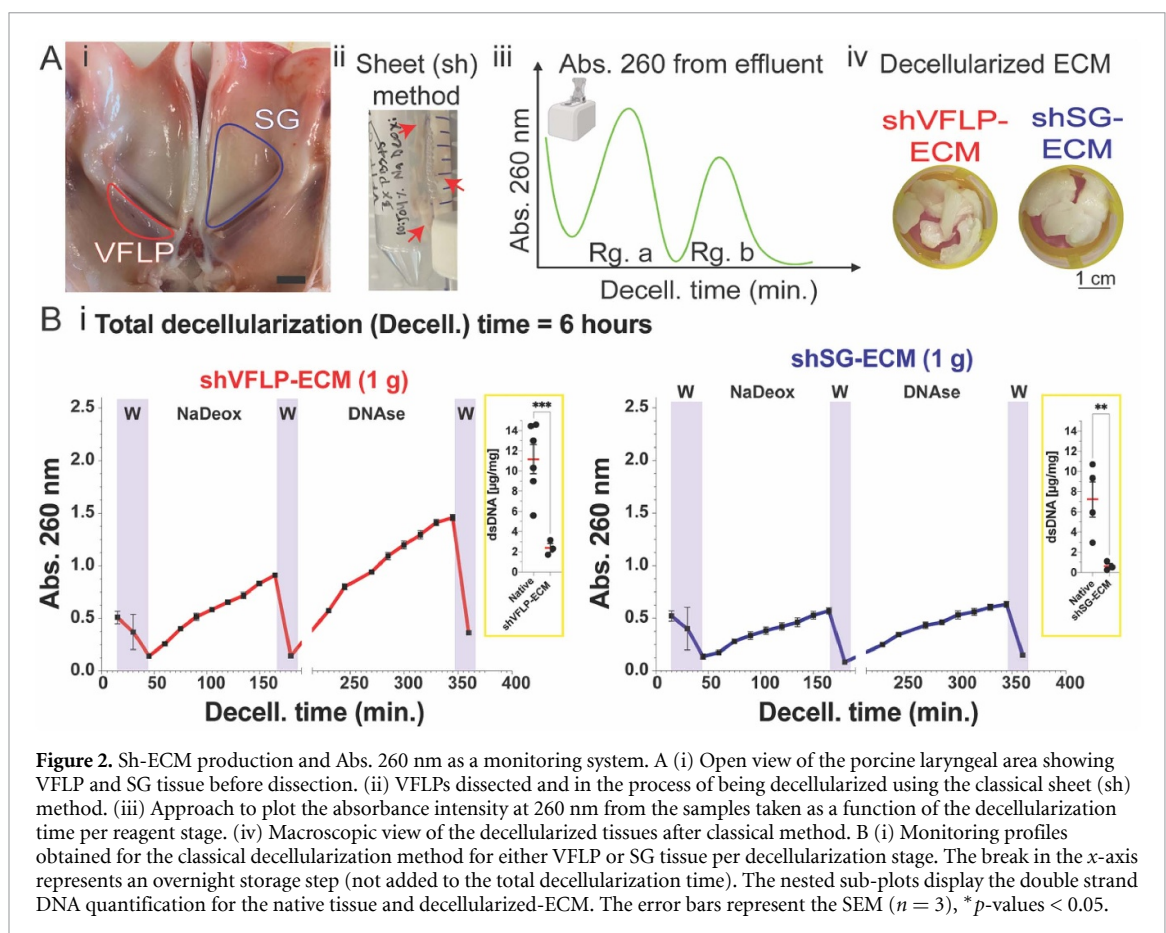 A i
SG
VFLP
ii
Sheet (sh)
method
iii
Abs. 260 from effluent
Abs. 260 nm
Rg. a
Rg. b
Decell. time (min.)
iv
Decellularized ECM
shVFLP-
ECM
shSG-
ECM
1 cm
B i Total decellularization (Decell.) time = 6 hours
shVFLP-ECM (1 g)
W NaDeox W DNAse W
Abs. 260 nm
2.5
2.0
1.5
1.0
0.5
0.0
0 50 100 150 250 300 350 400
Decell. time (min.)
***
dsDNA [µg/mg]
14
12
10
8
6
4
2
0
Native
shVFLP-ECM
shSG-ECM (1 g)
W NaDeox W DNAse W
Abs. 260 nm
2.5
2.0
1.5
1.0
0.5
0.0
0 50 100 150 250 300 350 400
Decell. time (min.)
**
dsDNA [µg/mg]
14
12
10
8
6
4
2
0
Native
shSG-ECM
Figure 2. Sh-ECM production and Abs. 260 nm as a monitoring system. A (i) Open view of the porcine laryngeal area showing
VFLP and SG tissue before dissection. (ii) VFLPs dissected and in the process of being decellularized using the classical sheet (sh)
method. (iii) Approach to plot the absorbance intensity at 260 nm from the samples taken as a function of the decellularization
time per reagent stage. (iv) Macroscopic view of the decellularized tissues after classical method. B (i) Monitoring profiles
obtained for the classical decellularization method for either VFLP or SG tissue per decellularization stage. The break in the x-axis
represents an overnight storage step (not added to the total decellularization time). The nested sub-plots display the double strand
DNA quantification for the native tissue and decellularized-ECM. The error bars represent the SEM (n = 3), *p-values < 0.05.